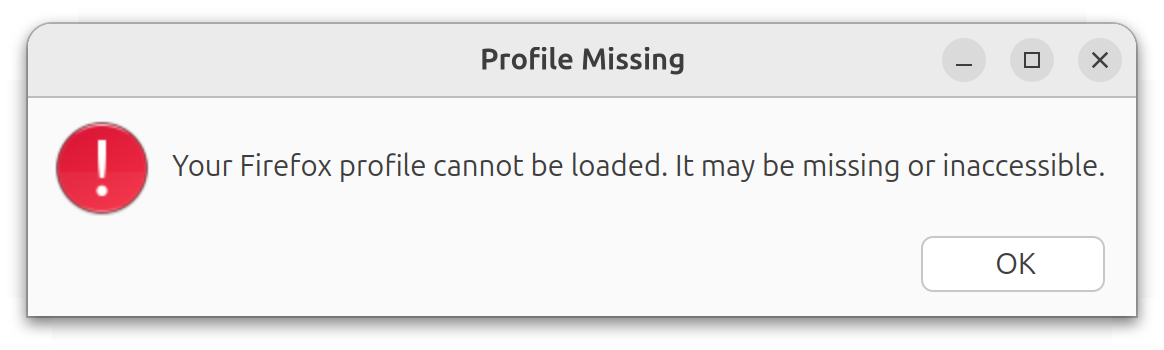 Profile Missing
Your Firefox profile cannot be loaded. It may be missing or inaccessible.
OK